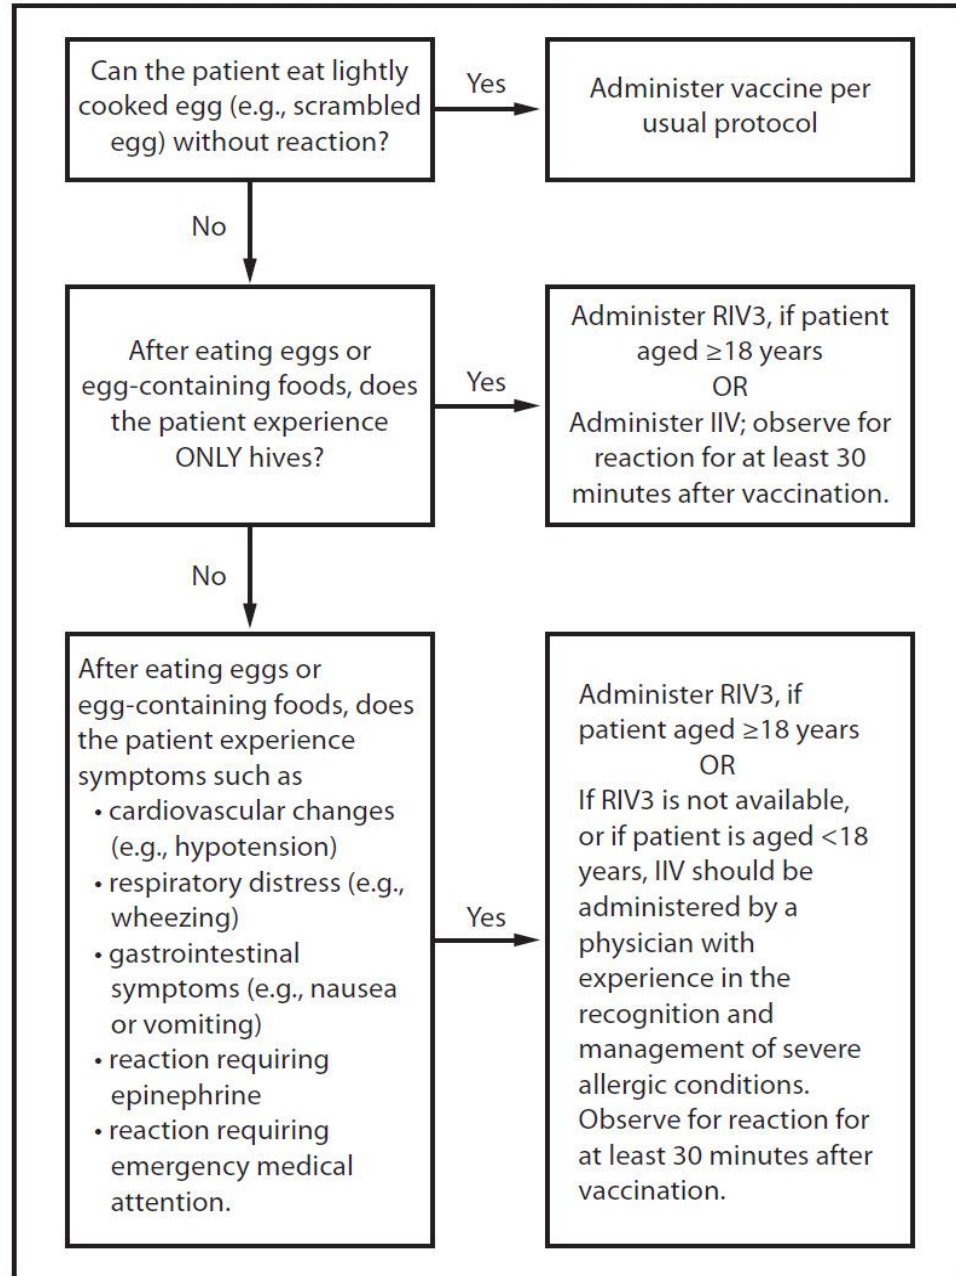 Can the patient eat lightly
cooked egg (e.g., scrambled
egg) without reaction?
Yes
Administer vaccine per
usual protocol
No
After eating eggs or
egg-containing foods, does
the patient experience
ONLY hives?
Yes
Administer RIV3, if patient
aged ≥18 years
OR
Administer IIV; observe for
reaction for at least 30
minutes after vaccination.
No
After eating eggs or
egg-containing foods, does
the patient experience
symptoms such as
• cardiovascular changes
(e.g., hypotension)
• respiratory distress (e.g.,
wheezing)
• gastrointestinal
symptoms (e.g., nausea
or vomiting)
• reaction requiring
epinephrine
• reaction requiring
emergency medical
attention.
Yes
Administer RIV3, if
patient aged ≥18 years
OR
If RIV3 is not available,
or if patient is aged <18
years, IIV should be
administered by a
physician with
experience in the
recognition and
management of severe
allergic conditions.
Observe for reaction for
at least 30 minutes after
vaccination.